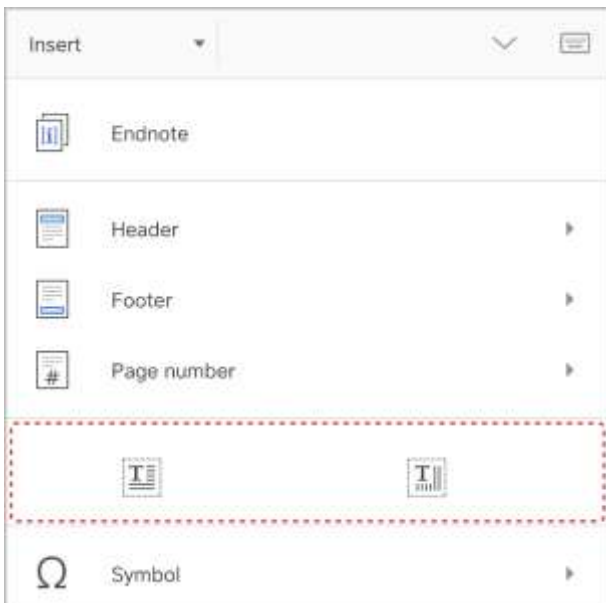 Insert
Endnote
Header
Footer
Page number
Symbol